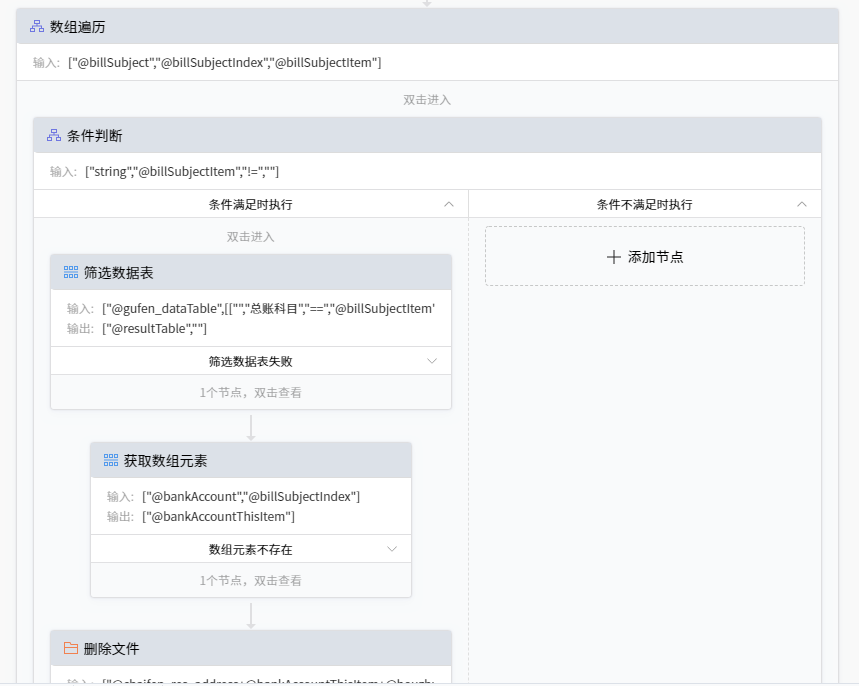 数组遍历
输入: ["@billSubject","@billSubjectIndex","@billSubjectItem"]
双击进入
条件判断
输入: ["string","@billSubjectItem","!=",""]
条件满足时执行
条件不满足时执行
双击进入
添加节点
筛选数据表
输入: ["@gufen_dataTable",[["","总账科目","==","@billSubjectItem"
输出: ["@resultTable",""]
筛选数据表失败
1个节点，双击查看
获取数组元素
输入: ["@bankAccount","@billSubjectIndex"]
输出: ["@bankAccountThisItem"]
数组元素不存在
1个节点，双击查看
删除文件